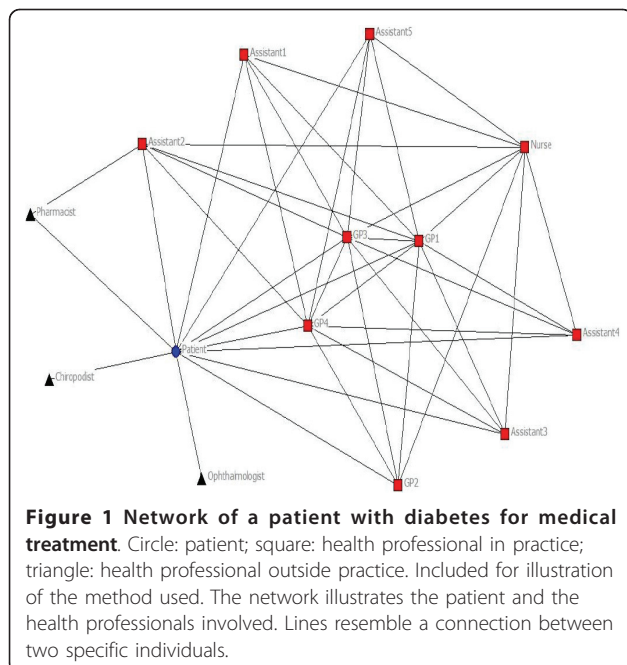 Assistant5
Assistant1
Assistant2
Nurse
Pharmacist
GP3
GP1
GP4
Assistant4
Patient
Chiropodist
Assistant3
Ophthalmologist
GP2
Figure 1 Network of a patient with diabetes for medical
treatment. Circle: patient; square: health professional in practice;
triangle: health professional outside practice. Included for illustration
of the method used. The network illustrates the patient and the
health professionals involved. Lines resemble a connection between
two specific individuals.